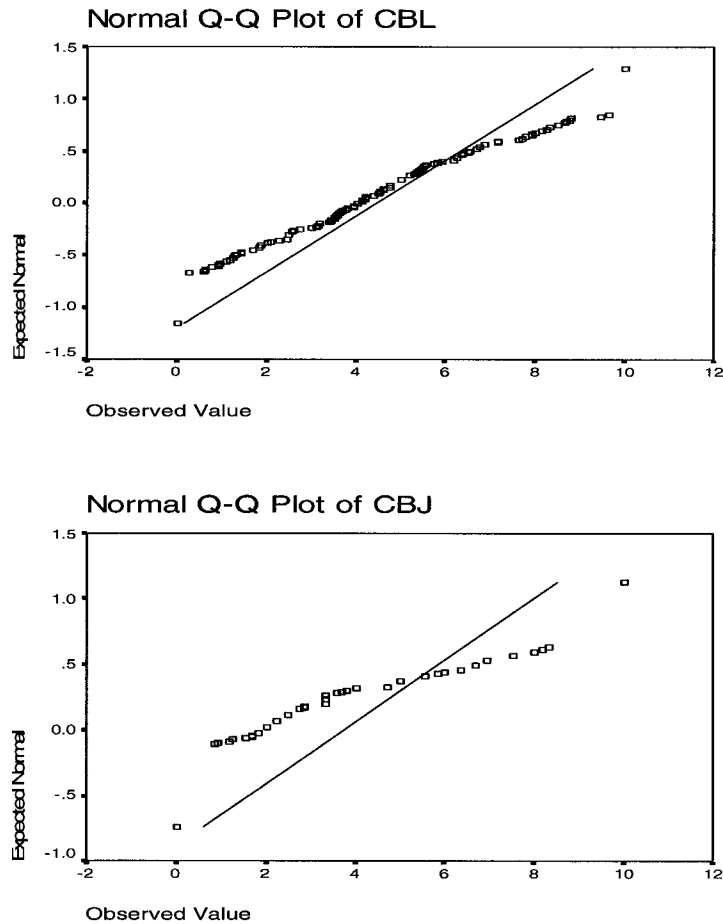 Normal Q-Q Plot of CBL
1.5
1.0
.5
0.0
-.5
-1.0
-1.5
Expected Normal
-2 0 2 4 6 8 10 12
Observed Value
Normal Q-Q Plot of CBJ
1.5
1.0
.5
0.0
-.5
-1.0
Expected Normal
-2 0 2 4 6 8 10 12
Observed Value